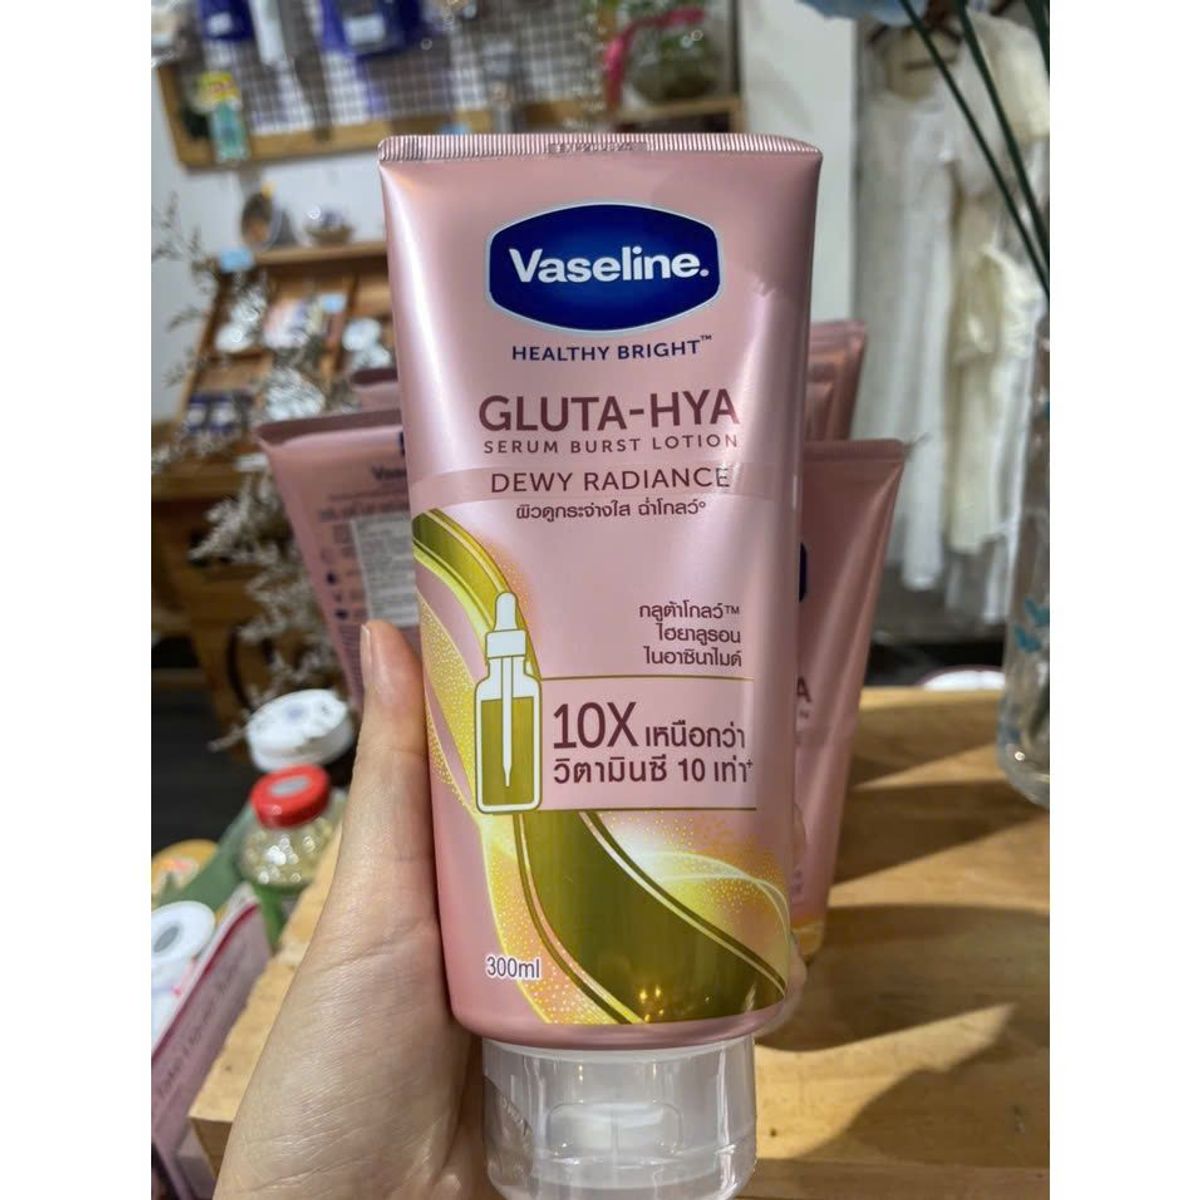 Vaseline.
HEALTHY BRIGHT™
GLUTA-HYA
SERUM BURST LOTION
DEWY RADIANCE
ผิวดูกระจ่างใส ฉ่ำโกลว์°
กลูต้าโกลว์™
ไฮยาลูรอน
ไนอาซินาไมด์
10X เหนือกว่า
วิตามินซี 10 เท่า⁺
300ml